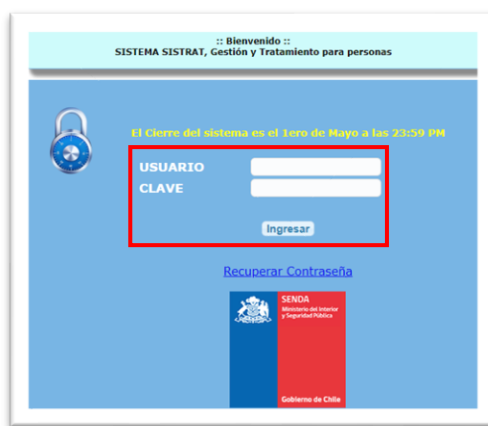 :: Bienvenido ::
SISTEMA SISTRAT, Gestión y Tratamiento para personas
El Cierre del sistema es el 1ero de Mayo a las 23:59 PM
USUARIO
CLAVE
Ingresar
Recuperar Contraseña
SENDA
Ministerio del Interior
y Seguridad Pública
Gobierno de Chile